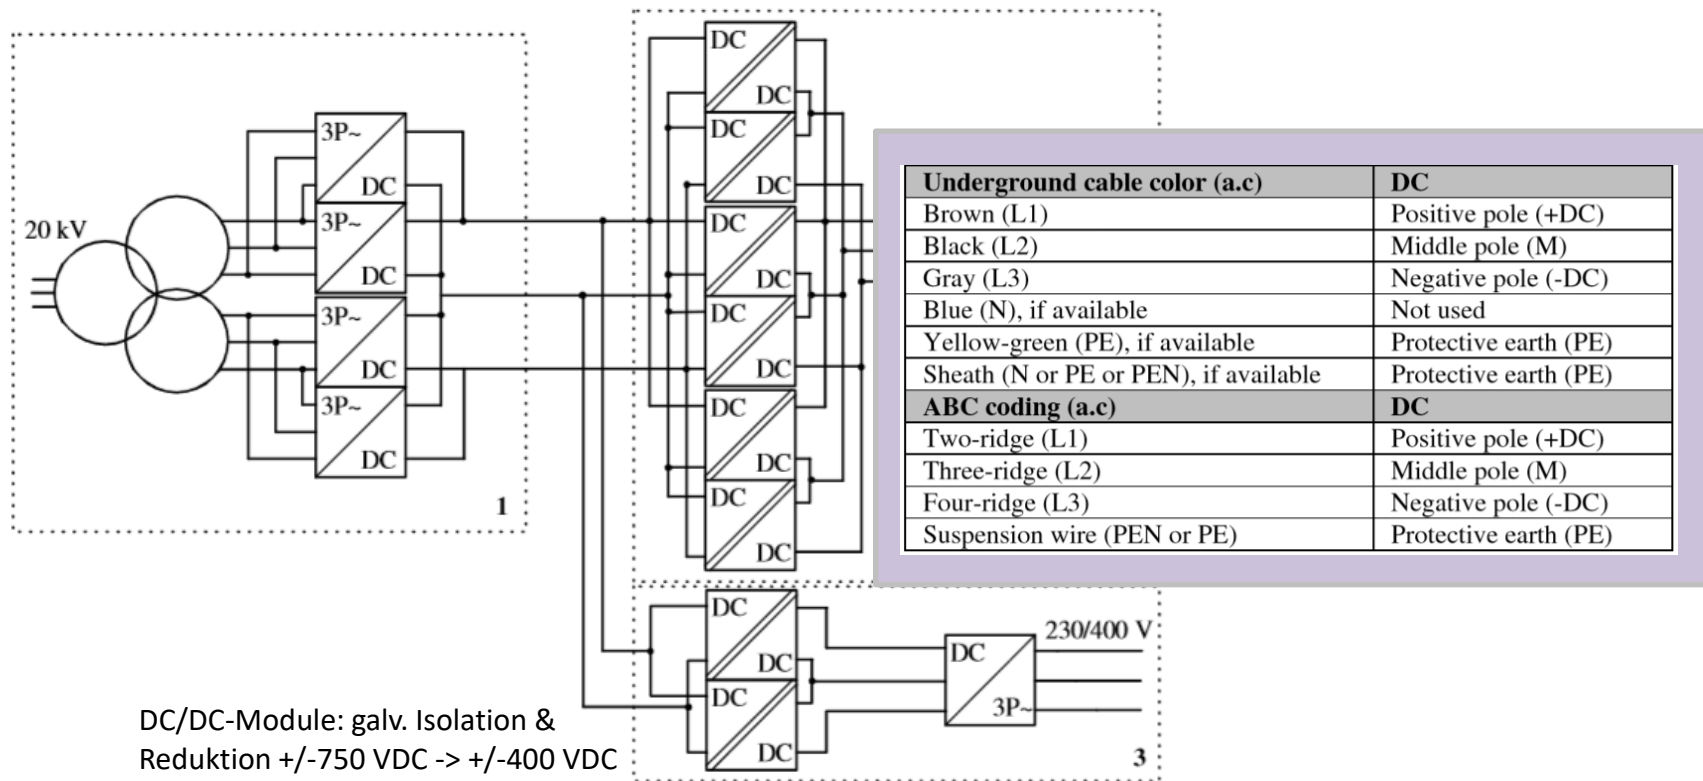 20 kV
3P~
DC
3P~
DC
3P~
DC
3P~
DC
1
DC
DC
DC
DC
DC
DC
DC
DC
DC
DC
DC
DC
Underground cable color (a.c) DC
Brown (L1) Positive pole (+DC)
Black (L2) Middle pole (M)
Gray (L3) Negative pole (-DC)
Blue (N), if available Not used
Yellow-green (PE), if available Protective earth (PE)
Sheath (N or PE or PEN), if available Protective earth (PE)
ABC coding (a.c) DC
Two-ridge (L1) Positive pole (+DC)
Three-ridge (L2) Middle pole (M)
Four-ridge (L3) Negative pole (-DC)
Suspension wire (PEN or PE) Protective earth (PE)
DC
DC
DC
DC
DC
3P~
230/400 V
3
DC/DC-Module: galv. Isolation &
Reduktion +/-750 VDC -> +/-400 VDC